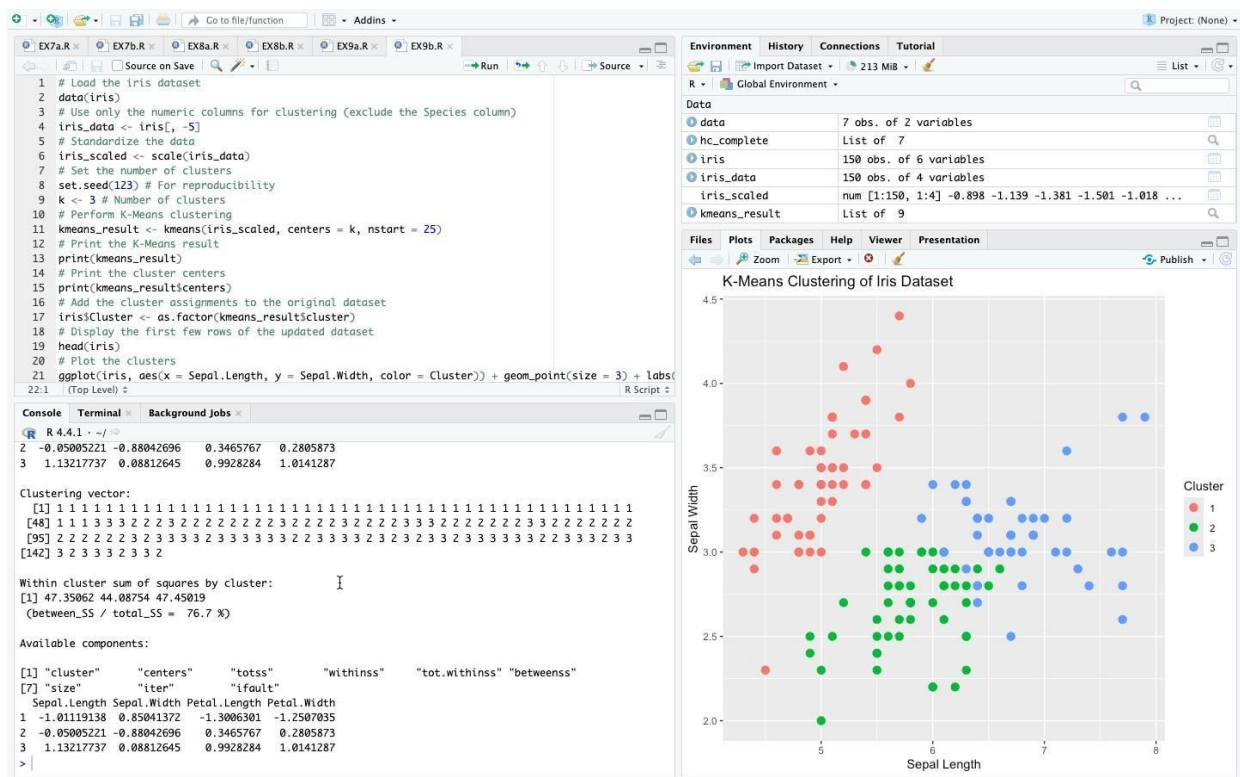 Go to file/function
Addins
Project: (None)
EX7a.R
EX7b.R
EX8a.R
EX8b.R
EX9a.R
EX9b.R
Source on Save
Run
Source
1 # Load the iris dataset
2 data(iris)
3 # Use only the numeric columns for clustering (exclude the Species column)
4 iris_data <- iris[, -5]
5 # Standardize the data
6 iris_scaled <- scale(iris_data)
7 # Set the number of clusters
8 set.seed(123) # For reproducibility
9 k <- 3 # Number of clusters
10 # Perform K-Means clustering
11 kmeans_result <- kmeans(iris_scaled, centers = k, nstart = 25)
12 # Print the K-Means result
13 print(kmeans_result)
14 # Print the cluster centers
15 print(kmeans_result$centers)
16 # Add the cluster assignments to the original dataset
17 iris$Cluster <- as.factor(kmeans_result$cluster)
18 # Display the first few rows of the updated dataset
19 head(iris)
20 # Plot the clusters
21 ggplot(iris, aes(x = Sepal.Length, y = Sepal.Width, color = Cluster)) + geom_point(size = 3) + labs(
22:1 (Top Level) R Script
Console Terminal Background Jobs
R 4.4.1 · ~/
2 -0.05005221 -0.88042696 0.3465767 0.2805873
3 1.13217737 0.08812645 0.9928284 1.0141287
Clustering vector:
[1] 1 1 1 1 1 1 1 1 1 1 1 1 1 1 1 1 1 1 1 1 1 1 1 1 1 1 1 1 1 1 1 1 1 1 1 1 1 1 1 1 1 1 1 1 1 1 1
[48] 1 1 1 3 3 3 2 2 2 3 2 2 2 2 2 2 2 2 3 2 2 2 2 3 2 2 2 2 3 3 3 2 2 2 2 2 2 2 3 3 2 2 2 2 2 2 2
[95] 2 2 2 2 2 2 3 2 3 3 3 3 2 3 3 3 3 3 3 2 2 3 3 3 3 2 3 2 3 2 3 3 2 3 3 3 3 3 3 2 2 3 3 3 2 3 3
[142] 3 2 3 3 3 2 3 3 2
Within cluster sum of squares by cluster:
[1] 47.35062 44.08754 47.45019
(between_SS / total_SS = 76.7 %)
Available components:
[1] "cluster" "centers" "totss" "withinss" "tot.withinss" "betweenss"
[7] "size" "iter" "ifault"
Sepal.Length Sepal.Width Petal.Length Petal.Width
1 -1.01119138 0.85041372 -1.3006301 -1.2507035
2 -0.05005221 -0.88042696 0.3465767 0.2805873
3 1.13217737 0.08812645 0.9928284 1.0141287
>
Environment History Connections Tutorial
Import Dataset 213 MiB List
R Global Environment
Data
data 7 obs. of 2 variables
hc_complete List of 7
iris 150 obs. of 6 variables
iris_data 150 obs. of 4 variables
iris_scaled num [1:150, 1:4] -0.898 -1.139 -1.381 -1.501 -1.018 ...
kmeans_result List of 9
Files Plots Packages Help Viewer Presentation
Zoom Export Publish
K-Means Clustering of Iris Dataset
4.5
4.0
3.5
3.0
2.5
2.0
Sepal Width
5 6 7 8
Sepal Length
Cluster
1
2
3